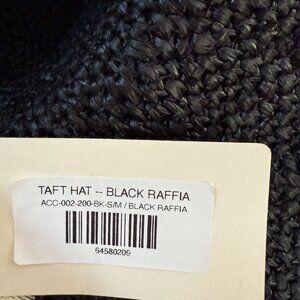 TAFT HAT -- BLACK RAFFIA
ACC-002-200-BK-S/M / BLACK RAFFIA
64580209